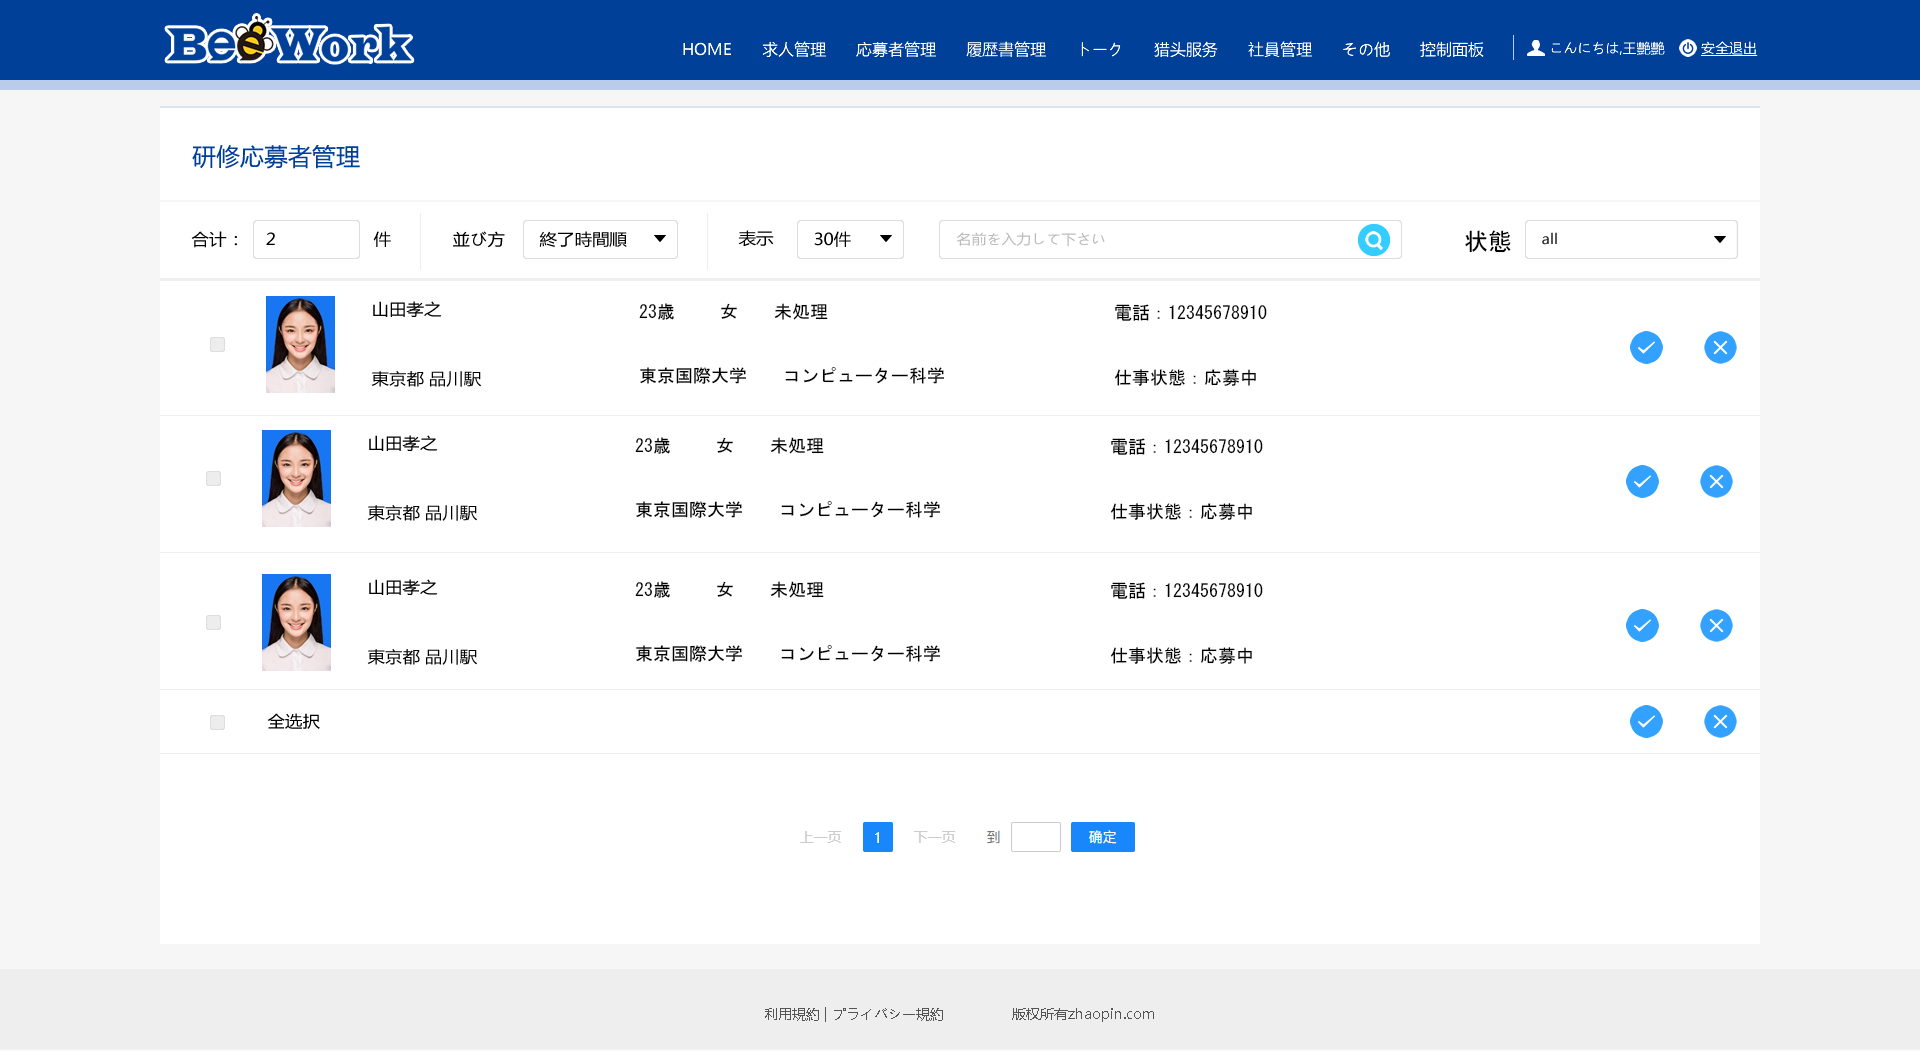 BeeWork
HOME 求人管理 応募者管理 履歴書管理 トーク 猎头服务 社員管理 その他 控制面板 こんにちは,王艷艷 安全退出
研修応募者管理
合计： 2 件 並び方 終了時間順 表示 30件 名前を入力して下さい 状態 all
山田孝之 23歳 女 未処理 電話：12345678910
東京都 品川駅 東京国際大学 コンピューター科学 仕事状態：応募中
山田孝之 23歳 女 未処理 電話：12345678910
東京都 品川駅 東京国際大学 コンピューター科学 仕事状態：応募中
山田孝之 23歳 女 未処理 電話：12345678910
東京都 品川駅 東京国際大学 コンピューター科学 仕事状態：応募中
全选択
上一页 1 下一页 到 确定
利用規約 | プライバシー規約 版权所有zhaopin.com